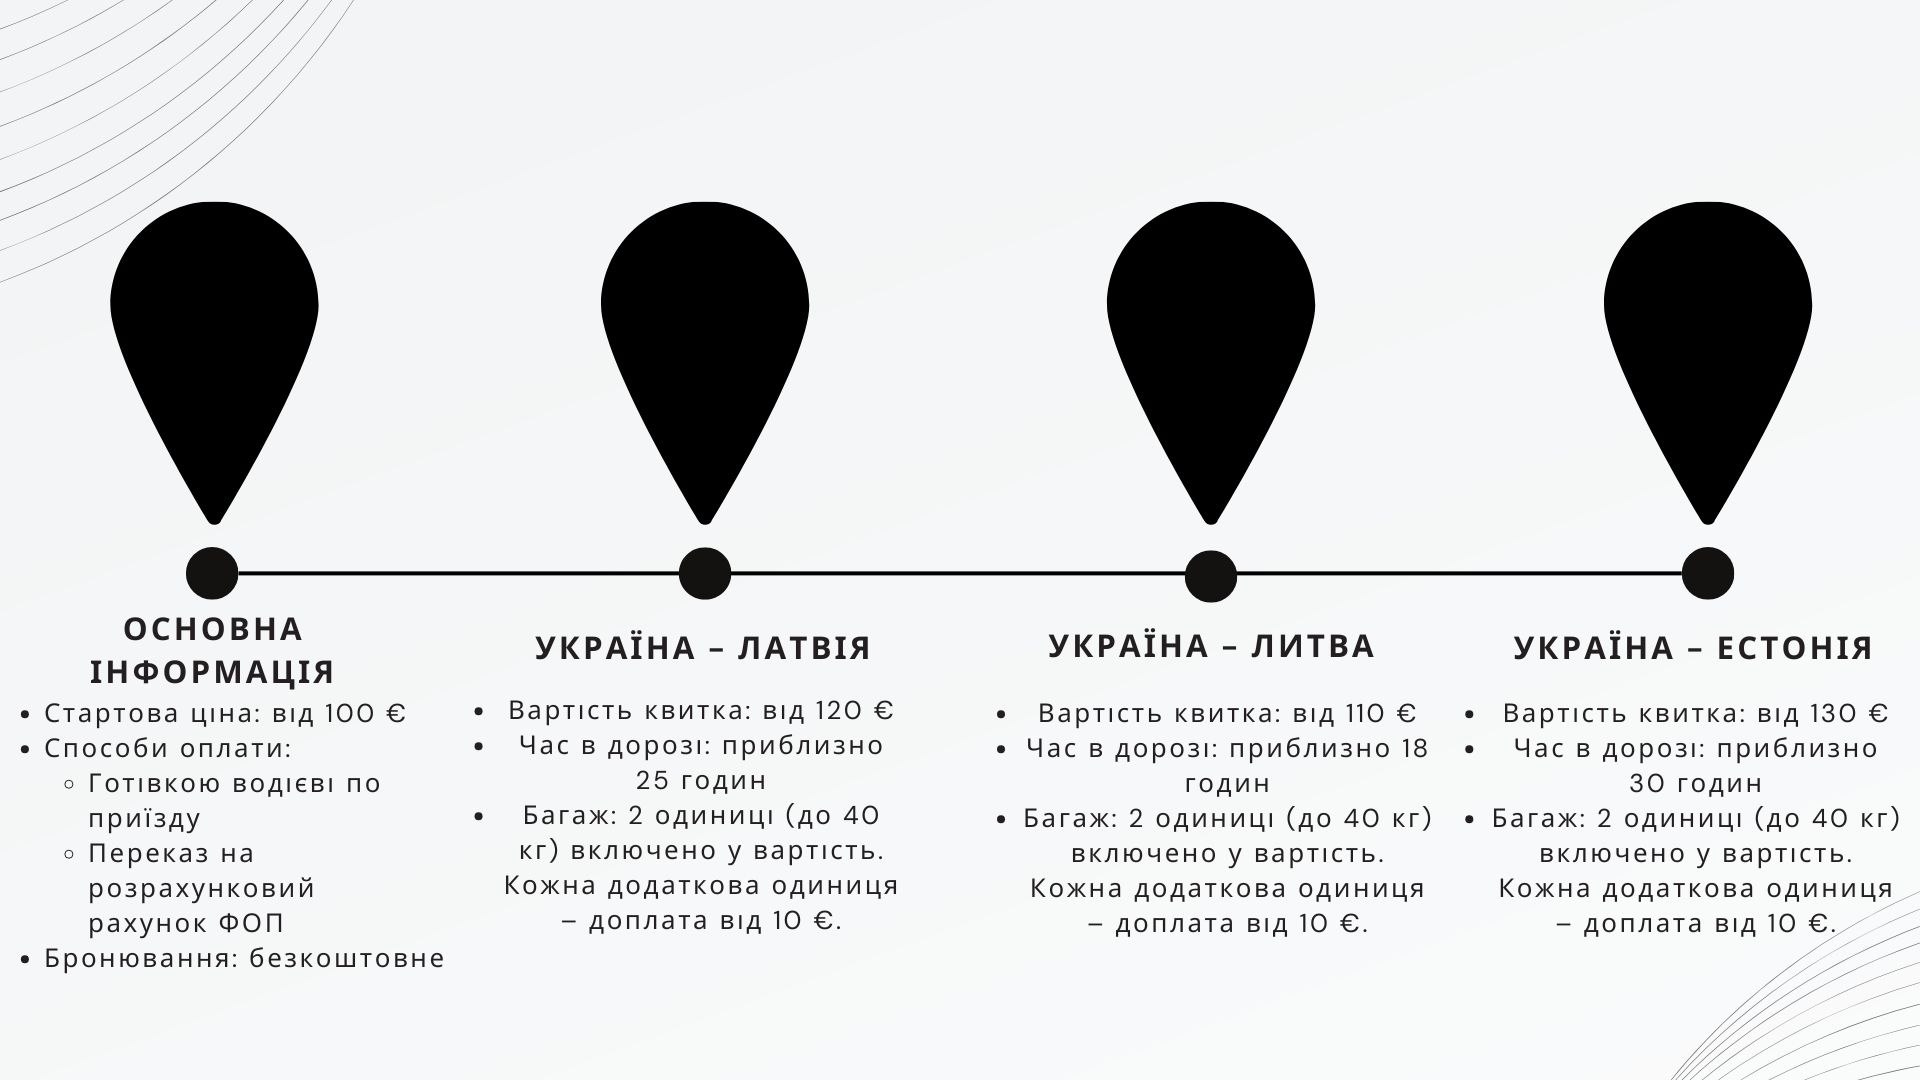 ОСНОВНА
ІНФОРМАЦІЯ
• Стартова ціна: від 100 €
• Способи оплати:
◦ Готівкою водієві по
приїзду
◦ Переказ на
розрахунковий
рахунок ФОП
• Бронювання: безкоштовне
УКРАЇНА – ЛАТВІЯ
• Вартість квитка: від 120 €
• Час в дорозі: приблизно
25 годин
• Багаж: 2 одиниці (до 40
кг) включено у вартість.
Кожна додаткова одиниця
– доплата від 10 €.
УКРАЇНА – ЛИТВА
• Вартість квитка: від 110 €
• Час в дорозі: приблизно 18
годин
• Багаж: 2 одиниці (до 40 кг)
включено у вартість.
Кожна додаткова одиниця
– доплата від 10 €.
УКРАЇНА – ЕСТОНІЯ
• Вартість квитка: від 130 €
• Час в дорозі: приблизно
30 годин
• Багаж: 2 одиниці (до 40 кг)
включено у вартість.
Кожна додаткова одиниця
– доплата від 10 €.